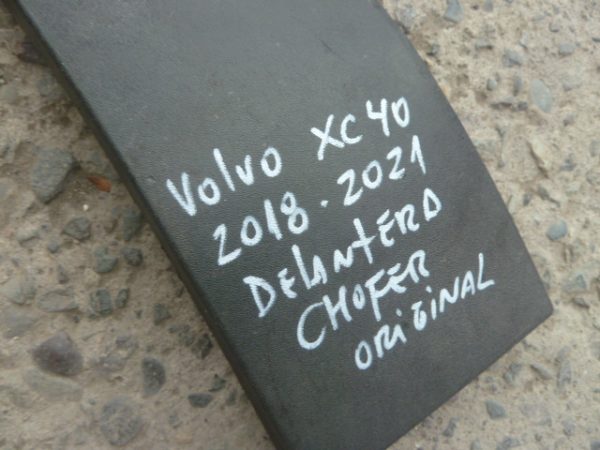 Volvo XC40
2018.2021
DELANTERO
CHOFER
ORIGINAL